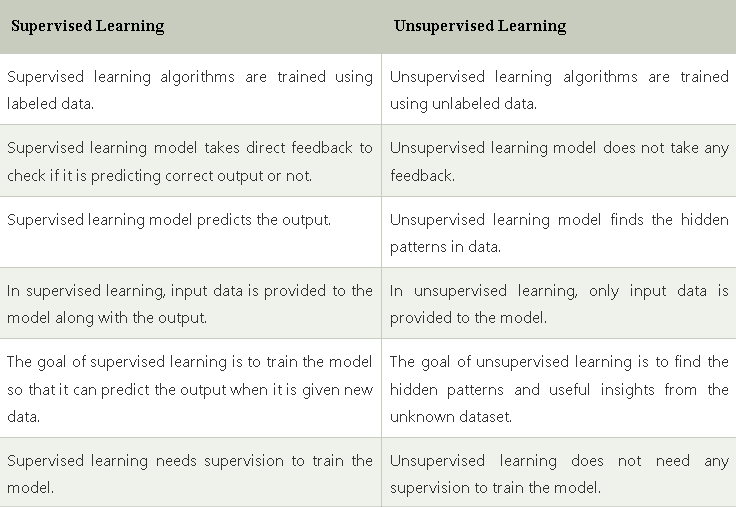 Supervised Learning
Unsupervised Learning
Supervised learning algorithms are trained using
labeled data.
Unsupervised learning algorithms are trained
using unlabeled data.
Supervised learning model takes direct feedback to
check if it is predicting correct output or not.
Unsupervised learning model does not take any
feedback.
Supervised learning model predicts the output.
Unsupervised learning model finds the hidden
patterns in data.
In supervised learning, input data is provided to the
model along with the output.
In unsupervised learning, only input data is
provided to the model.
The goal of supervised learning is to train the model
so that it can predict the output when it is given new
data.
The goal of unsupervised learning is to find the
hidden patterns and useful insights from the
unknown dataset.
Supervised learning needs supervision to train the
model.
Unsupervised learning does not need any
supervision to train the model.